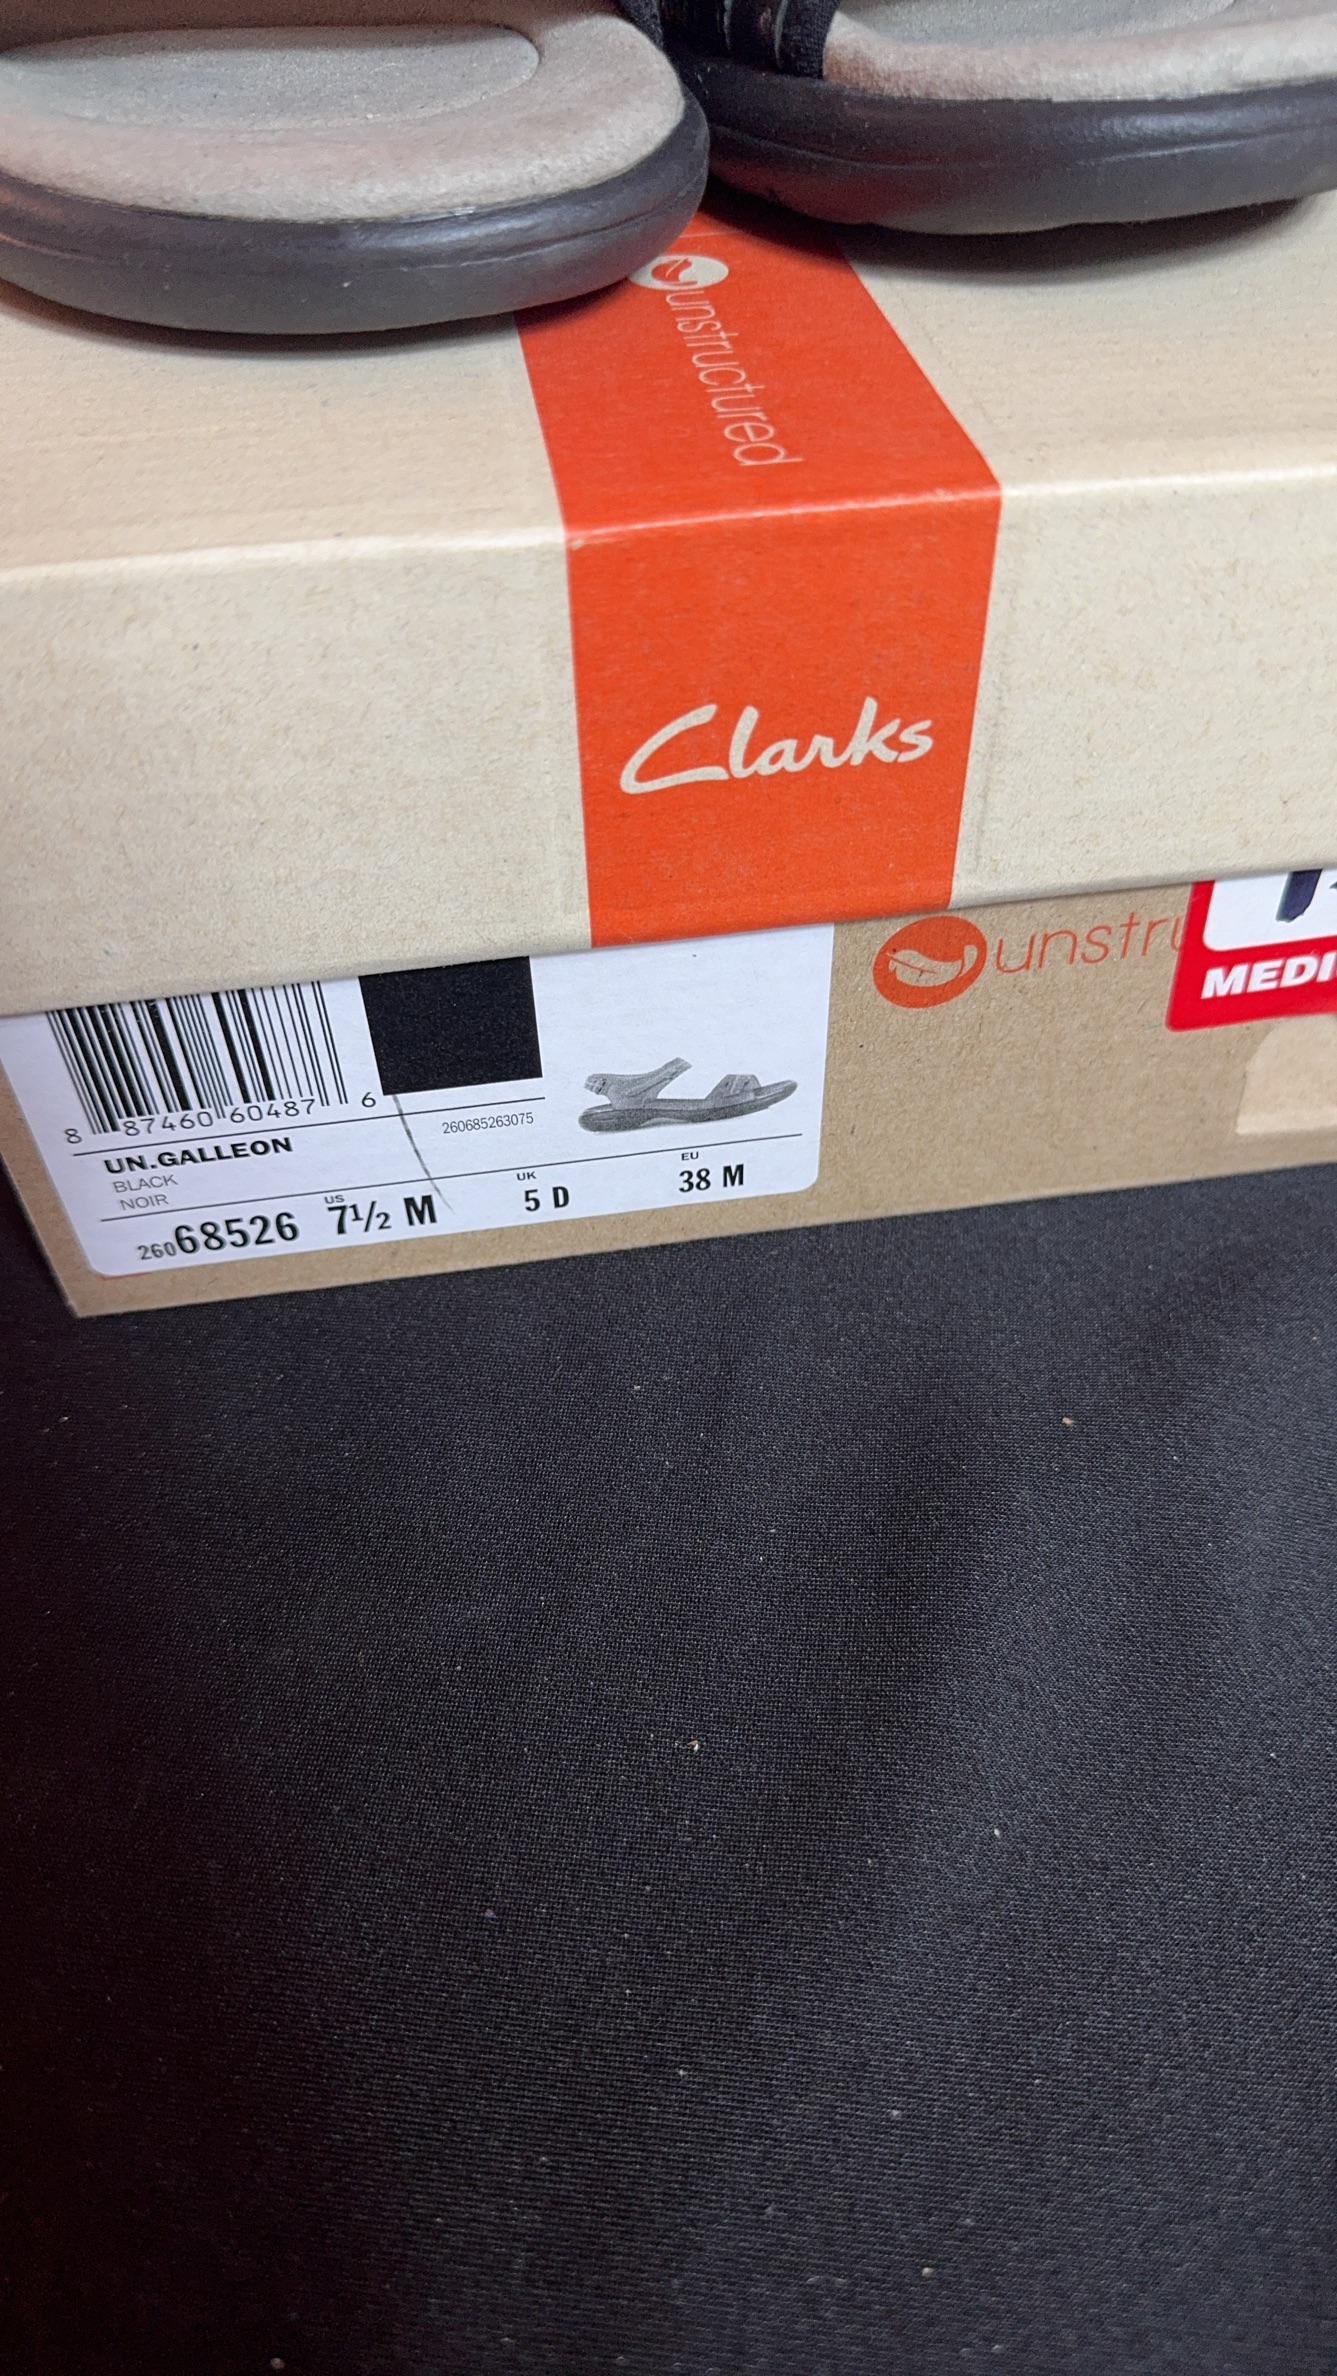 unstructured
Clarks
unstru
MEDI
8 87460 60487 6
260685263075
UN.GALLEON
BLACK
NOIR
26068526
US
7½ M
UK
5 D
EU
38 M